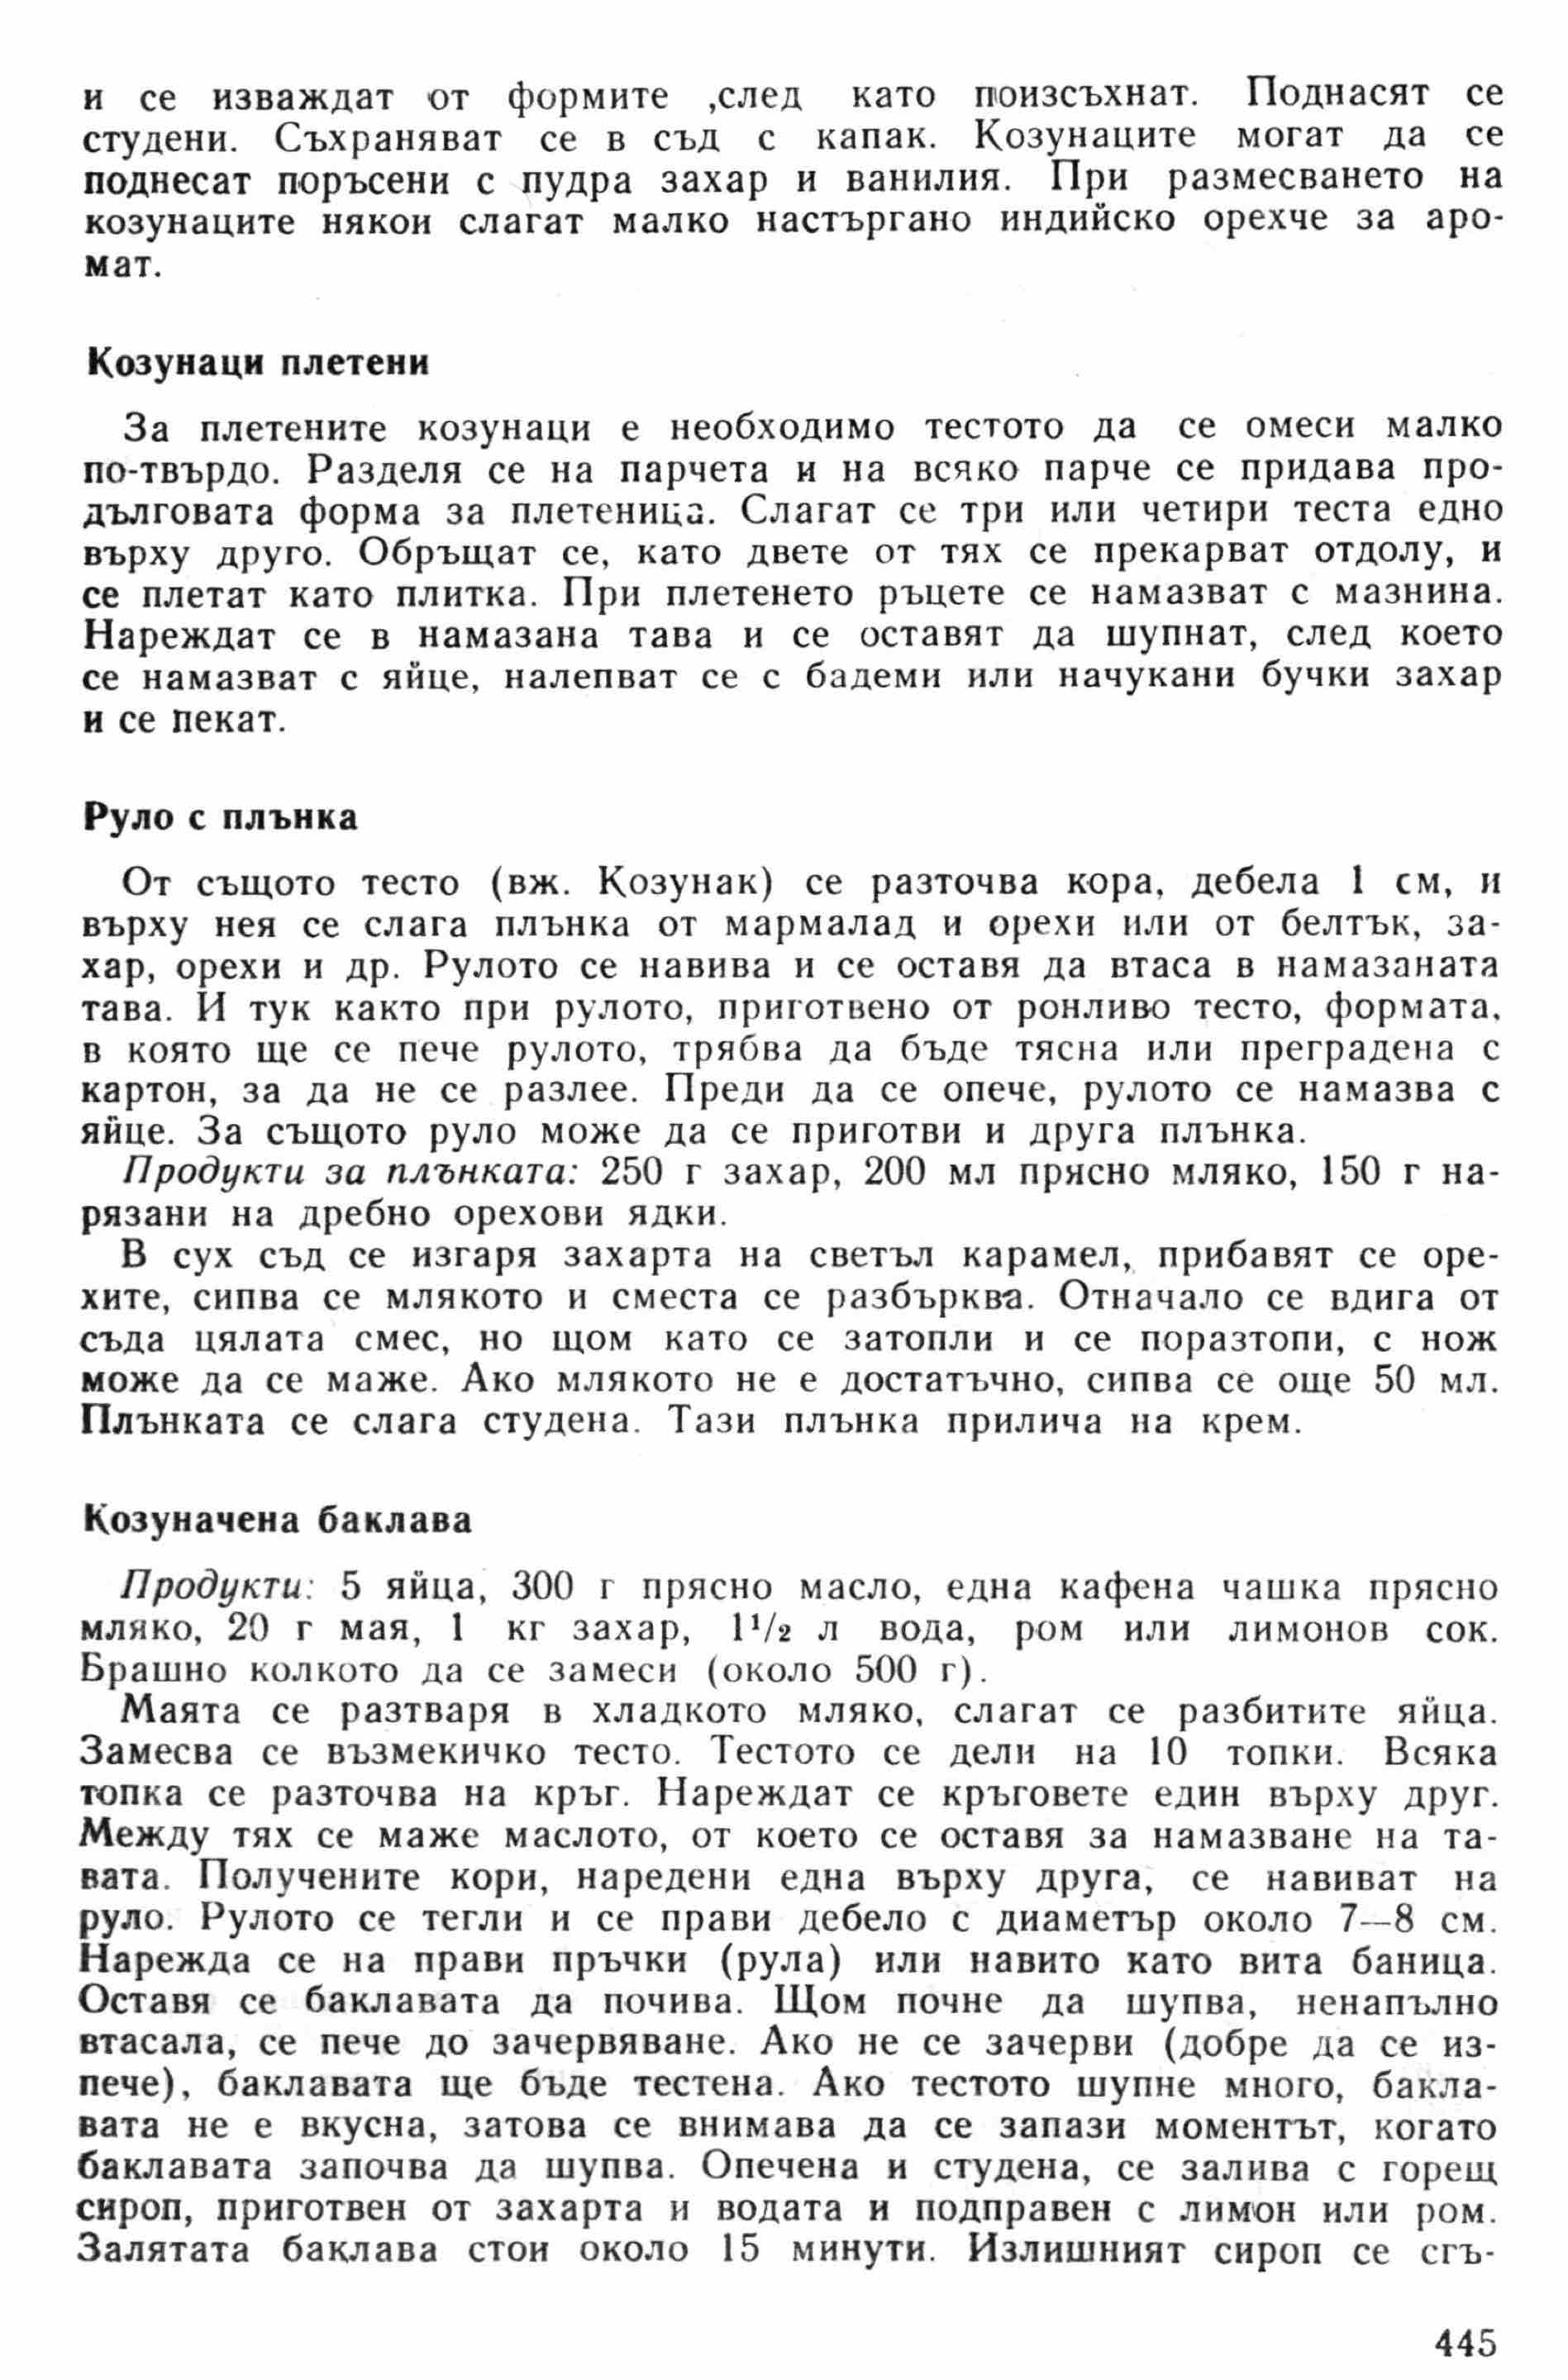 и се изваждат от формите ,след като поизсъхнат. Поднасят се
студени. Съхраняват се в съд с капак. Козунаците могат да се
поднесат поръсени с пудра захар и ванилия. При размесването на
козунаците някои слагат малко настъргано индийско орехче за аро-
мат.
Козунаци плетени
За плетените козунаци е необходимо тестото да се омеси малко
по-твърдо. Разделя се на парчета и на всяко парче се придава про-
дълговата форма за плетеница. Слагат се три или четири теста едно
върху друго. Обръщат се, като двете от тях се прекарват отдолу, и
се плетат като плитка. При плетенето ръцете се намазват с мазнина.
Нареждат се в намазана тава и се оставят да шупнат, след което
се намазват с яйце, налепват се с бадеми или начукани бучки захар
и се пекат.
Руло с плънка
От същото тесто (вж. Козунак) се разточва кора, дебела 1 см, и
върху нея се слага плънка от мармалад и орехи или от белтък, за-
хар, орехи и др. Рулото се навива и се оставя да втаса в намазаната
тава. И тук както при рулото, приготвено от ронливо тесто, формата,
в която ще се пече рулото, трябва да бъде тясна или преградена с
картон, за да не се разлее. Преди да се опече, рулото се намазва с
яйце. За същото руло може да се приготви и друга плънка.
Продукти за плънката: 250 г захар, 200 мл прясно мляко, 150 г на-
рязани на дребно орехови ядки.
В сух съд се изгаря захарта на светъл карамел, прибавят се оре-
хите, сипва се млякото и сместа се разбърква. Отначало се вдига от
съда цялата смес, но щом като се затопли и се поразтопи, с нож
може да се маже. Ако млякото не е достатъчно, сипва се още 50 мл.
Плънката се слага студена. Тази плънка прилича на крем.
Козуначена баклава
Продукти: 5 яйца, 300 г прясно масло, една кафена чашка прясно
мляко, 20 г мая, 1 кг захар, 1¹/₂ л вода, ром или лимонов сок.
Брашно колкото да се замеси (около 500 г).
Маята се разтваря в хладкото мляко, слагат се разбитите яйца.
Замесва се възмекичко тесто. Тестото се дели на 10 топки. Всяка
топка се разточва на кръг. Нареждат се кръговете един върху друг.
Между тях се маже маслото, от което се оставя за намазване на та-
вата. Получените кори, наредени една върху друга, се навиват на
руло. Рулото се тегли и се прави дебело с диаметър около 7—8 см.
Нарежда се на прави пръчки (рула) или навито като вита баница.
Оставя се баклавата да почива. Щом почне да шупва, ненапълно
втасала, се пече до зачервяване. Ако не се зачерви (добре да се из-
пече), баклавата ще бъде тестена. Ако тестото шупне много, бакла-
вата не е вкусна, затова се внимава да се запази моментът, когато
баклавата започва да шупва. Опечена и студена, се залива с горещ
сироп, приготвен от захарта и водата и подправен с лимон или ром.
Залятата баклава стои около 15 минути. Излишният сироп се сгъ-
445